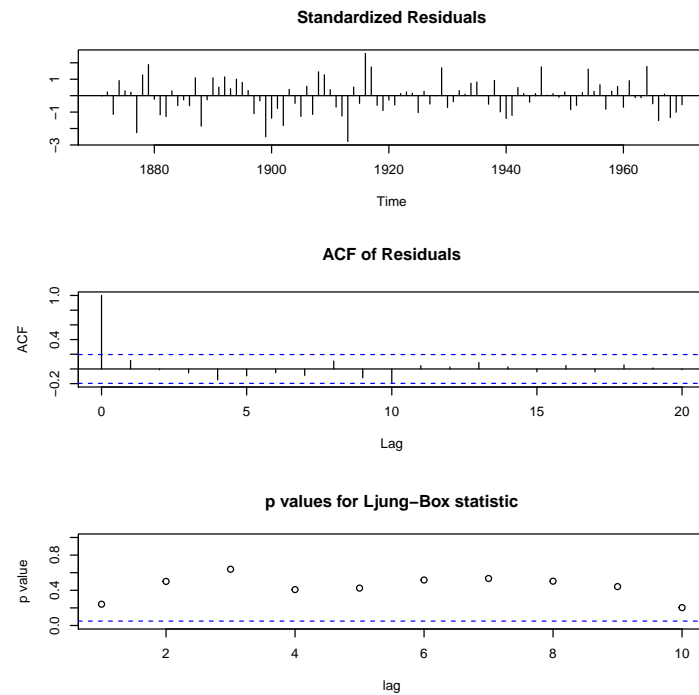 Standardized Residuals
1
−1
−3
1880 1900 1920 1940 1960
Time
ACF of Residuals
ACF
1.0
0.4
−0.2
0 5 10 15 20
Lag
p values for Ljung−Box statistic
p value
0.8
0.4
0.0
2 4 6 8 10
lag